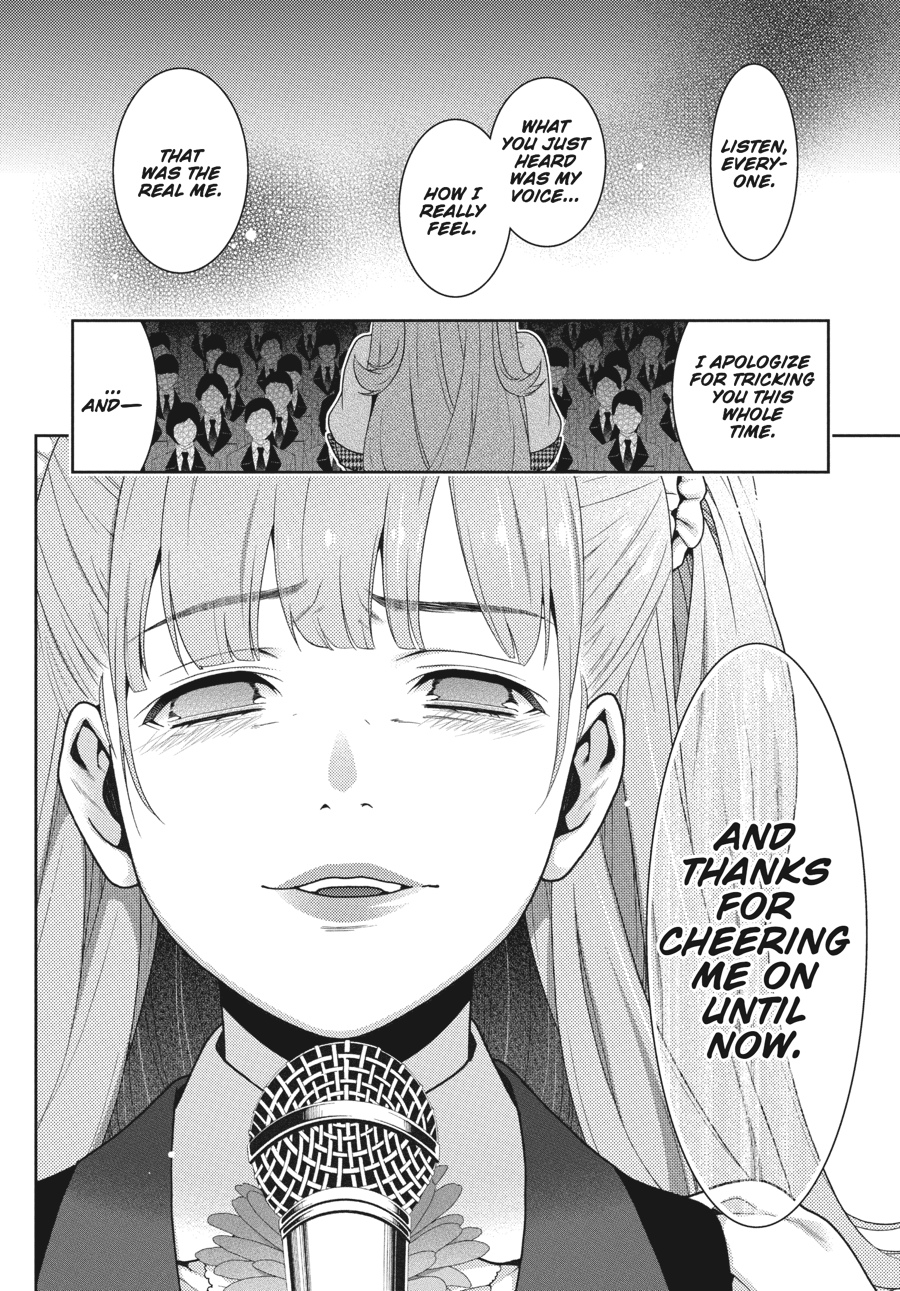 LISTEN,
EVERY-
ONE.
WHAT
YOU JUST
HEARD
WAS MY
VOICE...
HOW I
REALLY
FEEL.
THAT
WAS THE
REAL ME.
I APOLOGIZE
FOR TRICKING
YOU THIS
WHOLE
TIME.
...
AND—
AND
THANKS
FOR
CHEERING
ME ON
UNTIL
NOW.